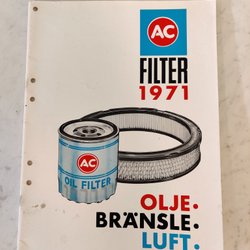 AC
FILTER
1971
AC
OIL FILTER
OLJE.
BRÄNSLE.
LUFT.